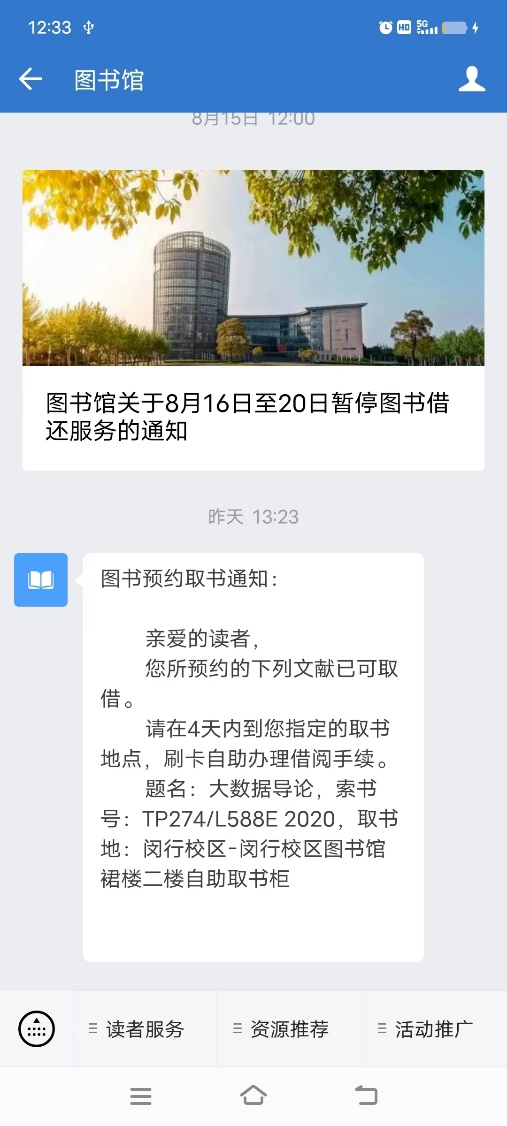 12:33
HD 5G
图书馆
8月15日 12:00
图书馆关于8月16日至20日暂停图书借
还服务的通知
昨天 13:23
图书预约取书通知：
亲爱的读者，
您所预约的下列文献已可取
借。
请在4天内到您指定的取书
地点，刷卡自助办理借阅手续。
题名：大数据导论，索书
号：TP274/L588E 2020，取书
地：闵行校区-闵行校区图书馆
裙楼二楼自助取书柜
读者服务
资源推荐
活动推广